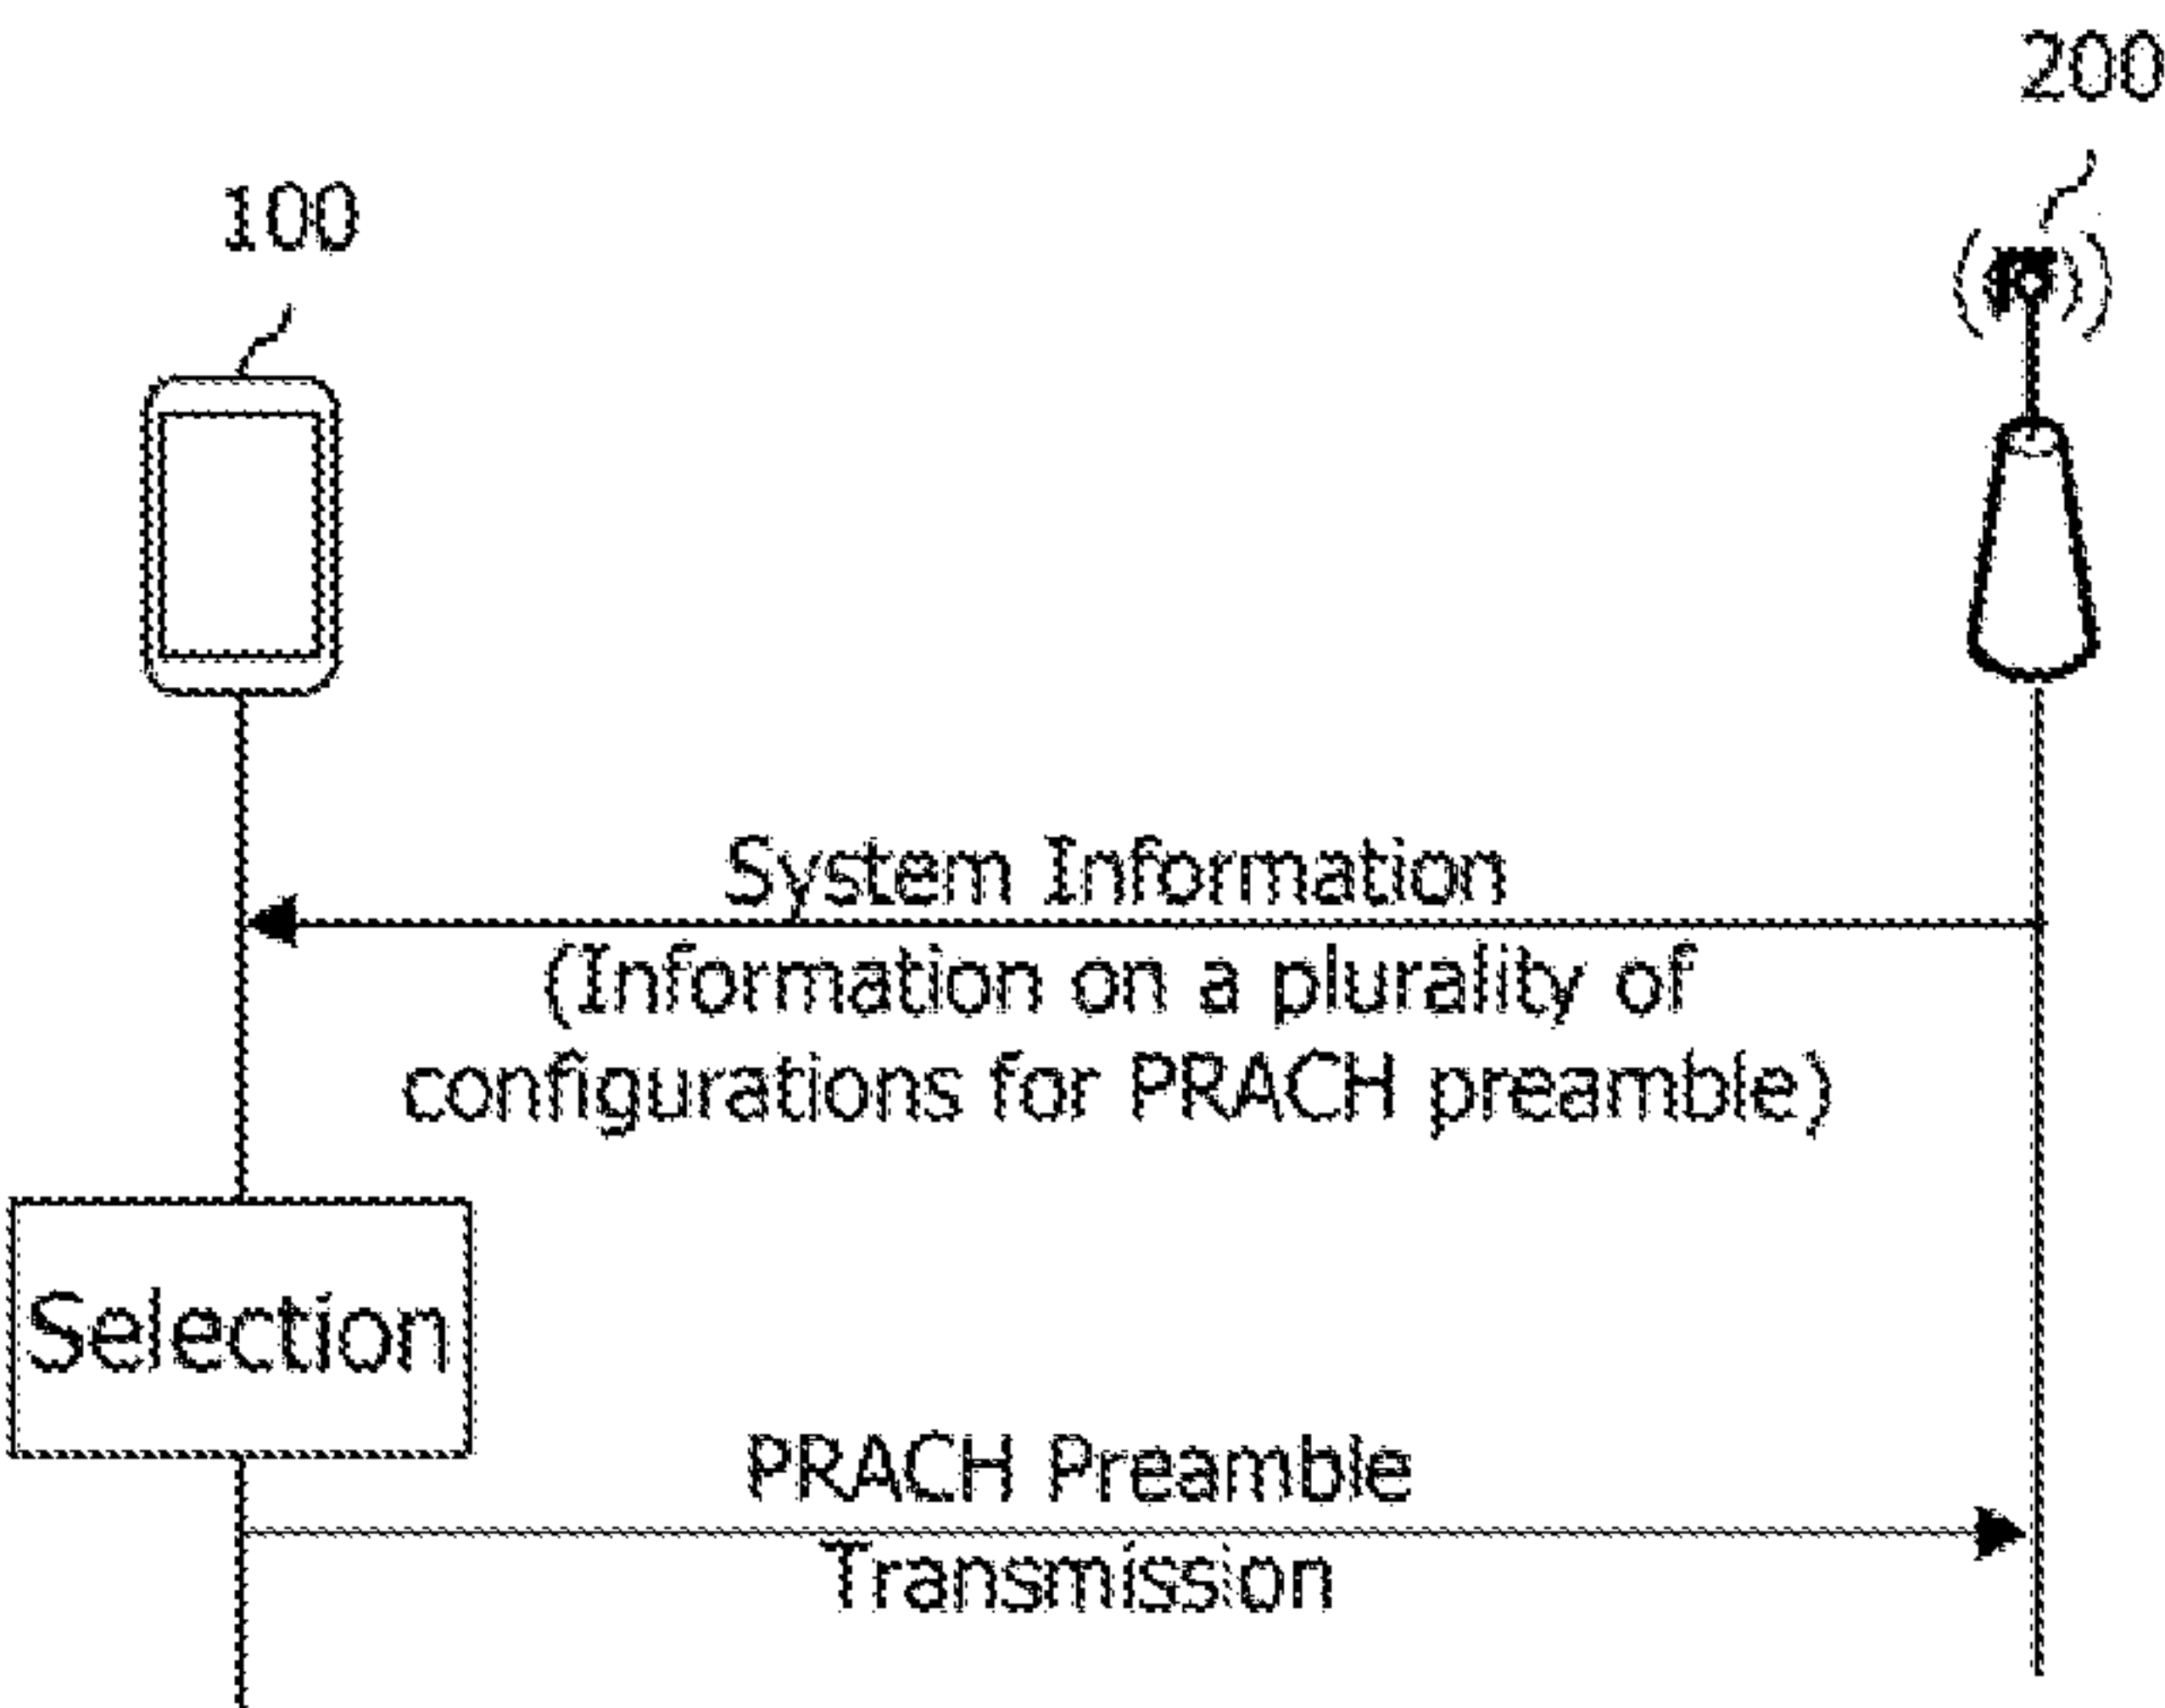 200
100
System Information
(Information on a plurality of
configurations for PRACH preamble)
Selection
PRACH Preamble
Transmission